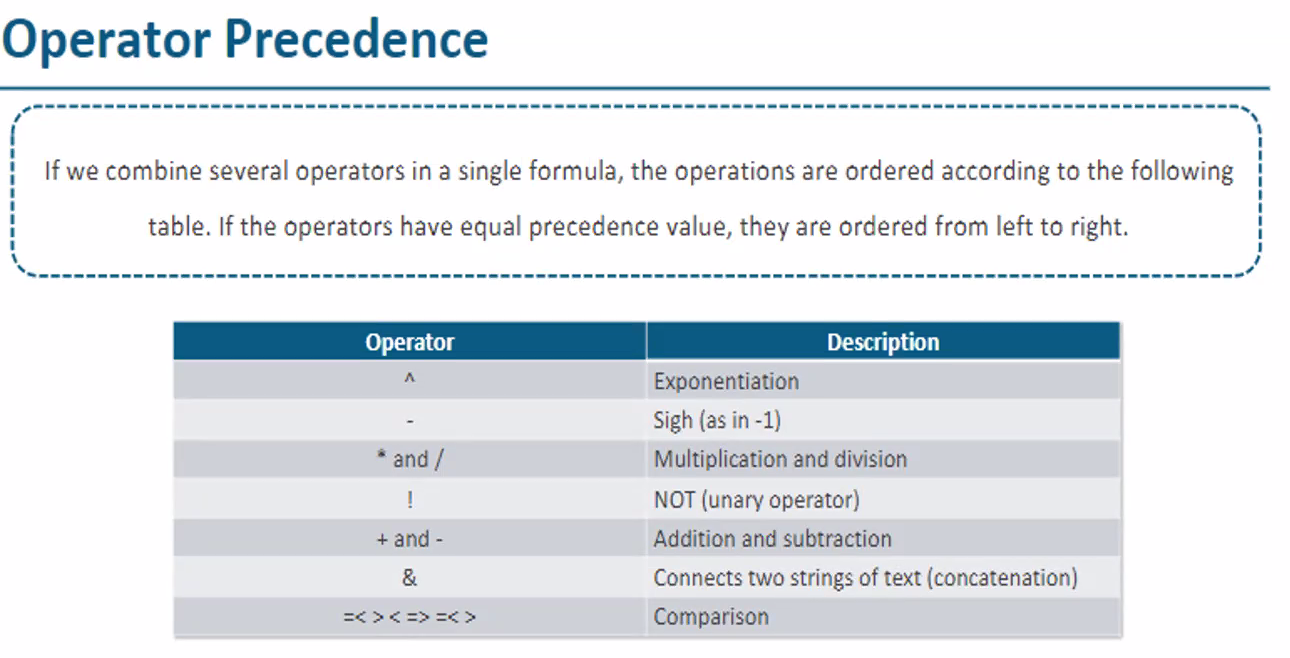 Operator Precedence
If we combine several operators in a single formula, the operations are ordered according to the following
table. If the operators have equal precedence value, they are ordered from left to right.
Operator Description
^ Exponentiation
- Sigh (as in -1)
* and / Multiplication and division
! NOT (unary operator)
+ and - Addition and subtraction
& Connects two strings of text (concatenation)
=< > < => =< > Comparison